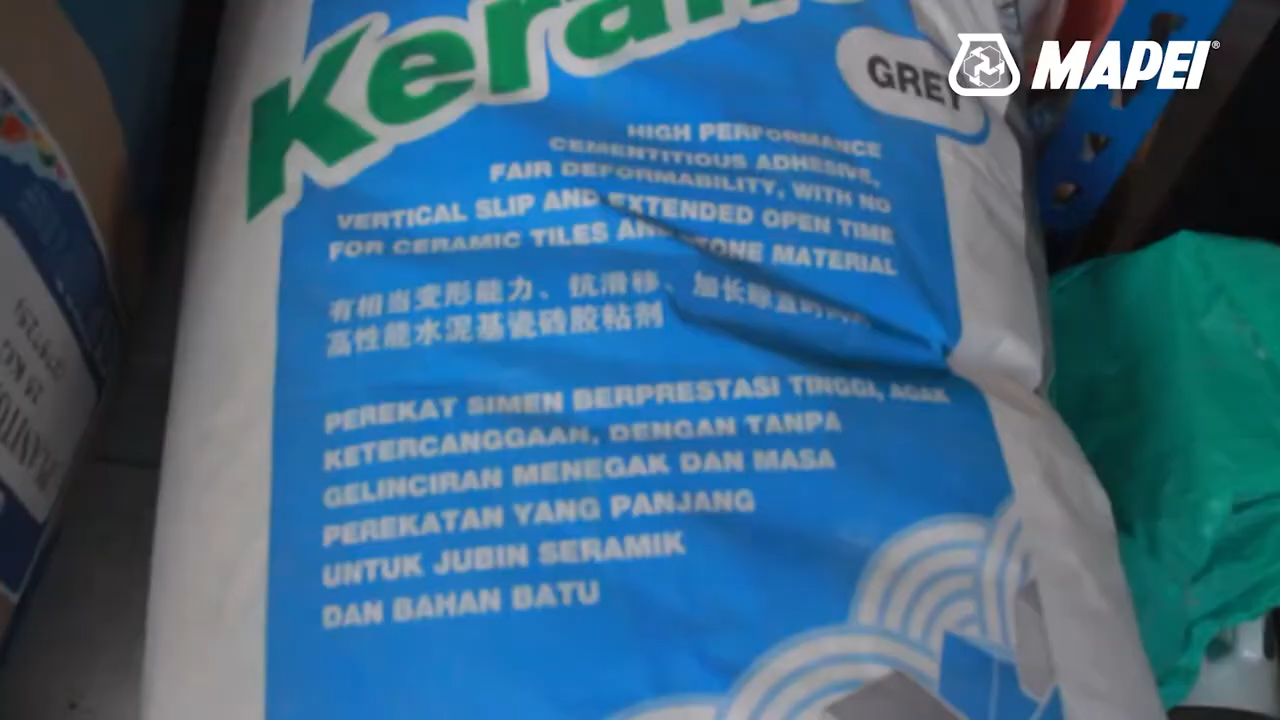 MAPEI®
GREY
HIGH PERFORMANCE
CEMENTITIOUS ADHESIVE,
FAIR DEFORMABILITY, WITH NO
VERTICAL SLIP AND EXTENDED OPEN TIME
FOR CERAMIC TILES AND STONE MATERIAL
有相当变形能力、抗滑移、加长晾置时间的
高性能水泥基瓷砖胶粘剂
PEREKAT SIMEN BERPRESTASI TINGGI, AGAK
KETERCANGGAAN, DENGAN TANPA
GELINCIRAN MENEGAK DAN MASA
PEREKATAN YANG PANJANG
UNTUK JUBIN SERAMIK
DAN BAHAN BATU
25 KG